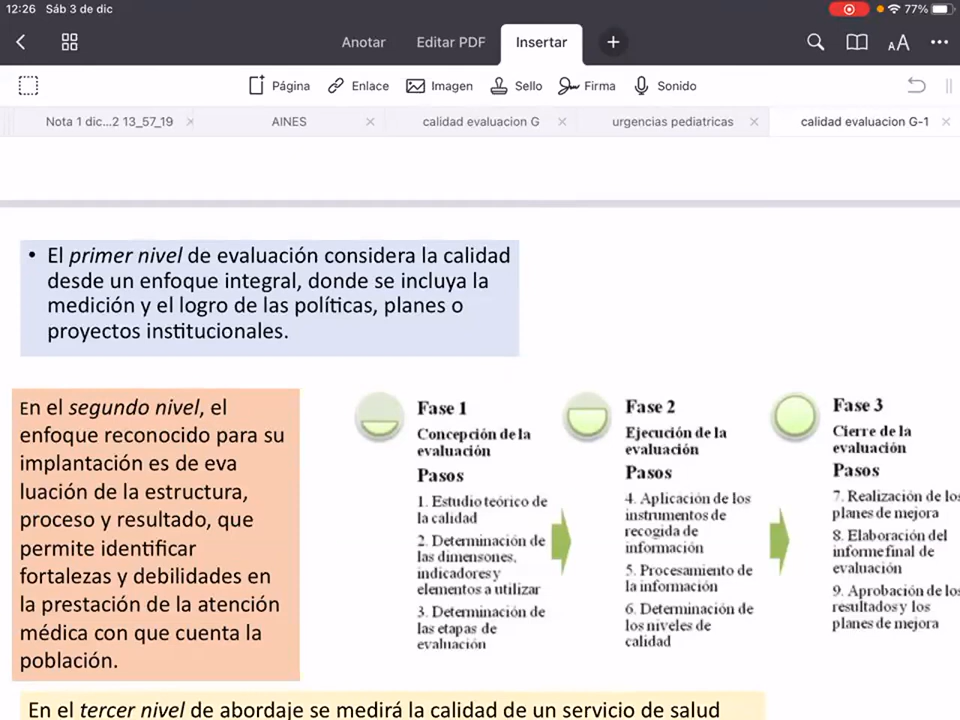 12:26 Sáb 3 de dic
77%
Anotar Editar PDF Insertar
AA
Página Enlace Imagen Sello Firma Sonido
Nota 1 dic...2 13_57_19 AINES calidad evaluacion G urgencias pediatricas calidad evaluacion G-1
• El primer nivel de evaluación considera la calidad
desde un enfoque integral, donde se incluya la
medición y el logro de las políticas, planes o
proyectos institucionales.
En el segundo nivel, el
enfoque reconocido para su
implantación es de eva
luación de la estructura,
proceso y resultado, que
permite identificar
fortalezas y debilidades en
la prestación de la atención
médica con que cuenta la
población.
Fase 1
Concepción de la
evaluación
Pasos
1. Estudio teórico de
la calidad
2. Determinación de
las dimensones,
indicadores y
elementos a utilizar
3. Determinación de
las etapas de
evaluación
Fase 2
Ejecución de la
evaluación
Pasos
4. Aplicación de los
instrumentos de
recogida de
información
5. Procesamiento de
la información
6. Determinación de
los niveles de
calidad
Fase 3
Cierre de la
evaluación
Pasos
7. Realización de los
planes de mejora
8. Elaboración del
informe final de
evaluación
9. Aprobación de los
resultados y los
planes de mejora
En el tercer nivel de abordaje se medirá la calidad de un servicio de salud